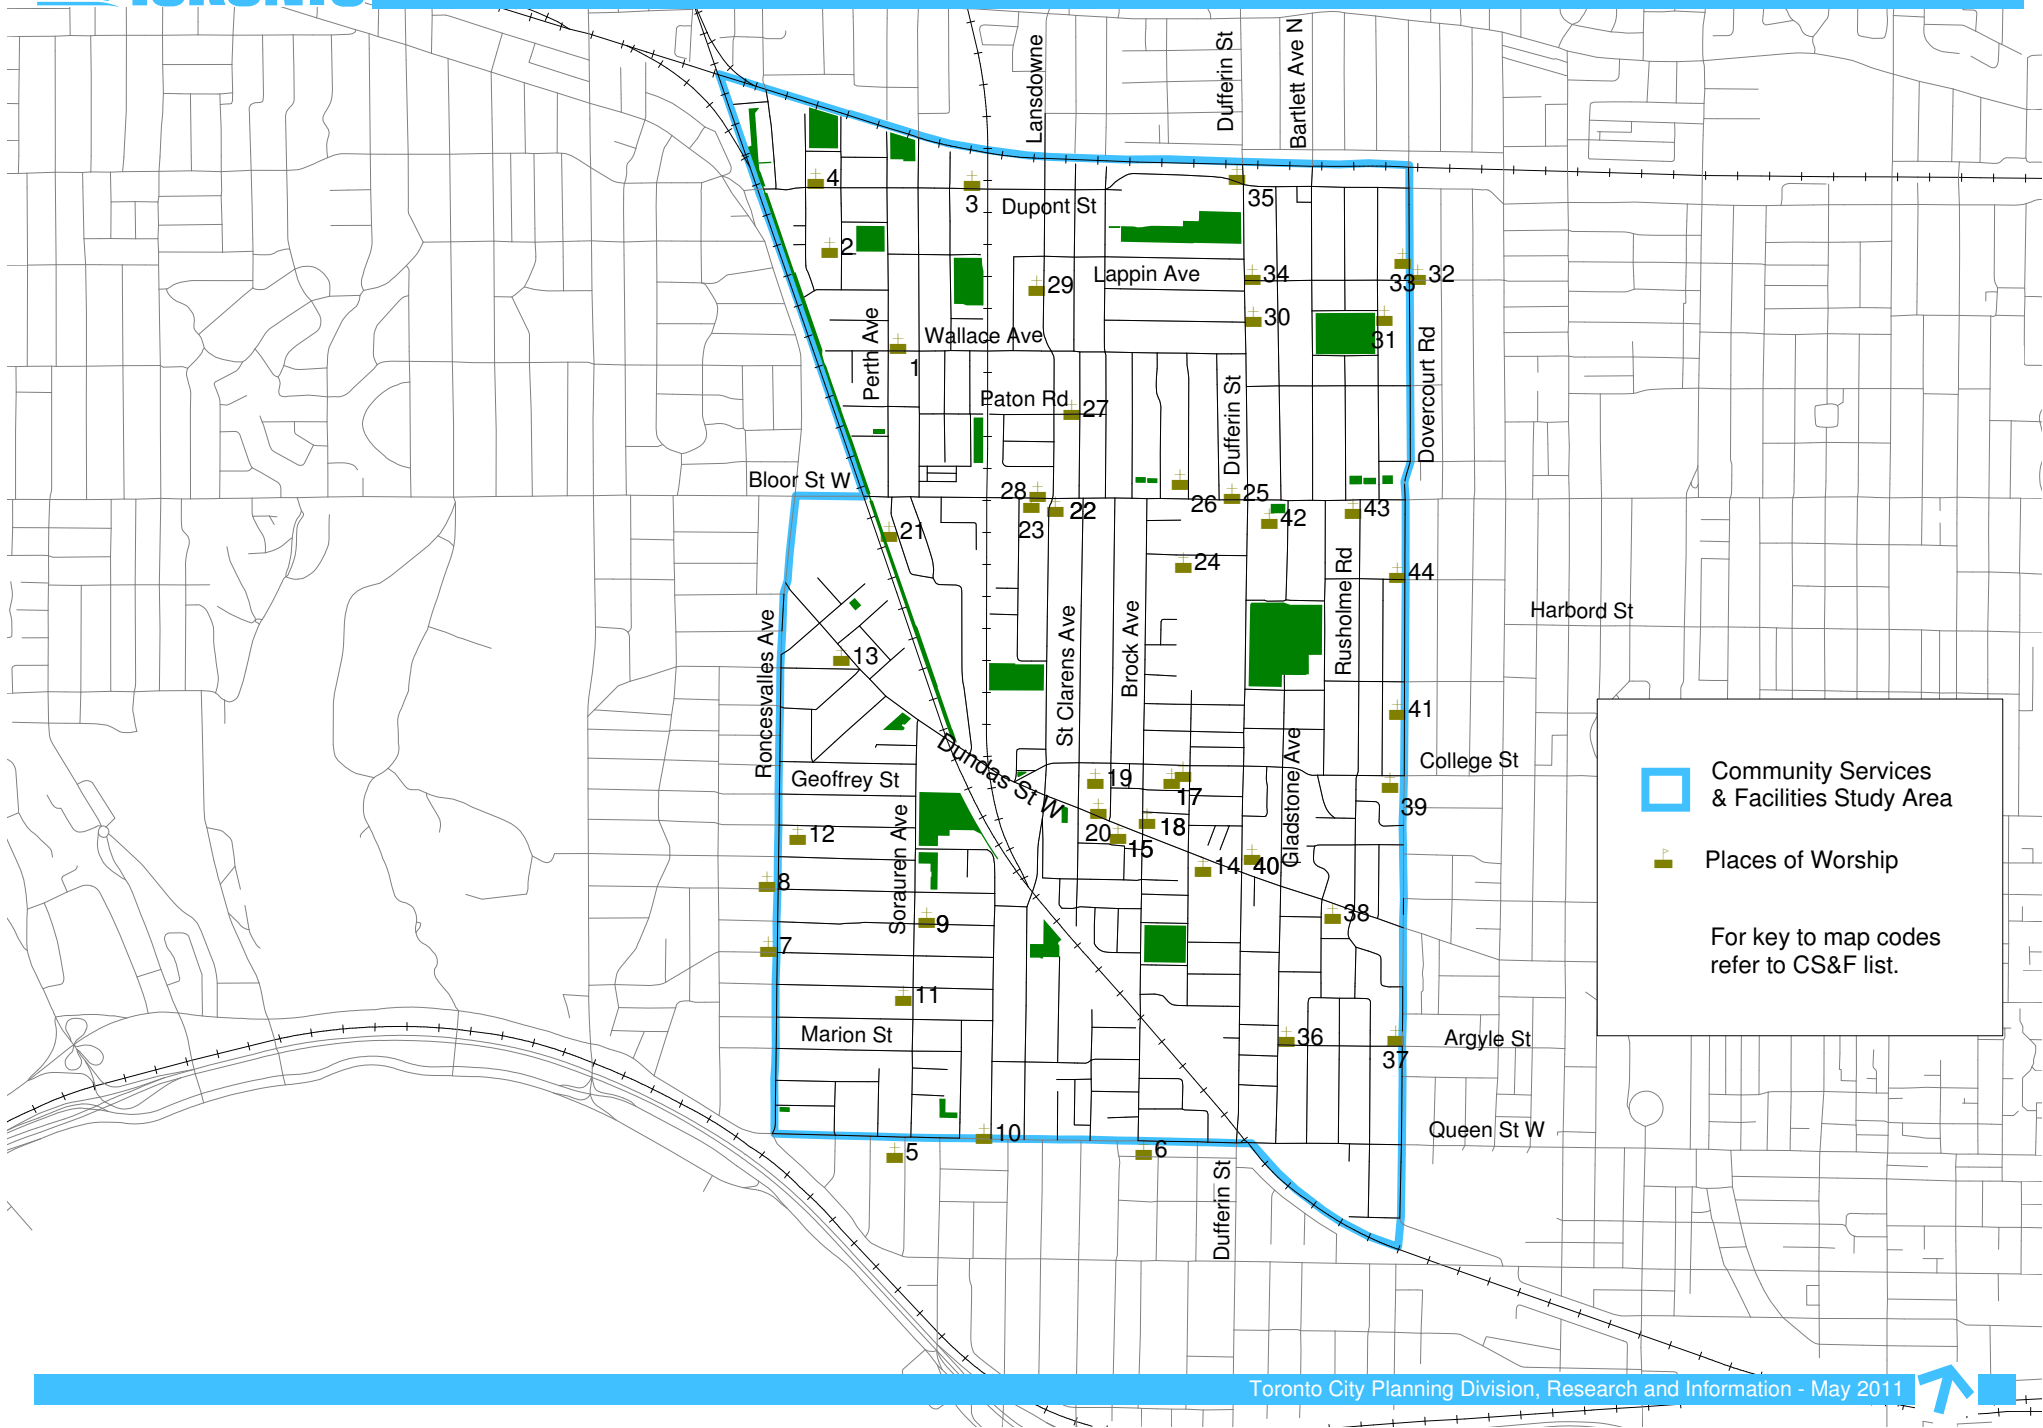 TORONTO
Lansdowne
Dufferin St
Bartlett Ave N
4
3
Dupont St
35
2
29
Lappin Ave
34
33
32
30
31
Perth Ave
Wallace Ave
1
Dovercourt Rd
Paton Rd
27
Dufferin St
Bloor St W
28
22
23
26
25
42
43
21
24
44
Rusholme Rd
Harbord St
Roncesvalles Ave
13
St Clarens Ave
Brock Ave
41
Gladstone Ave
College St
Dundas St W
Geoffrey St
19
17
39
Sorauren Ave
12
20
18
15
14
40
8
9
38
7
11
Marion St
36
37
Argyle St
10
5
6
Queen St W
Dufferin St
Community Services
& Facilities Study Area
Places of Worship
For key to map codes
refer to CS&F list.
Toronto City Planning Division, Research and Information - May 2011